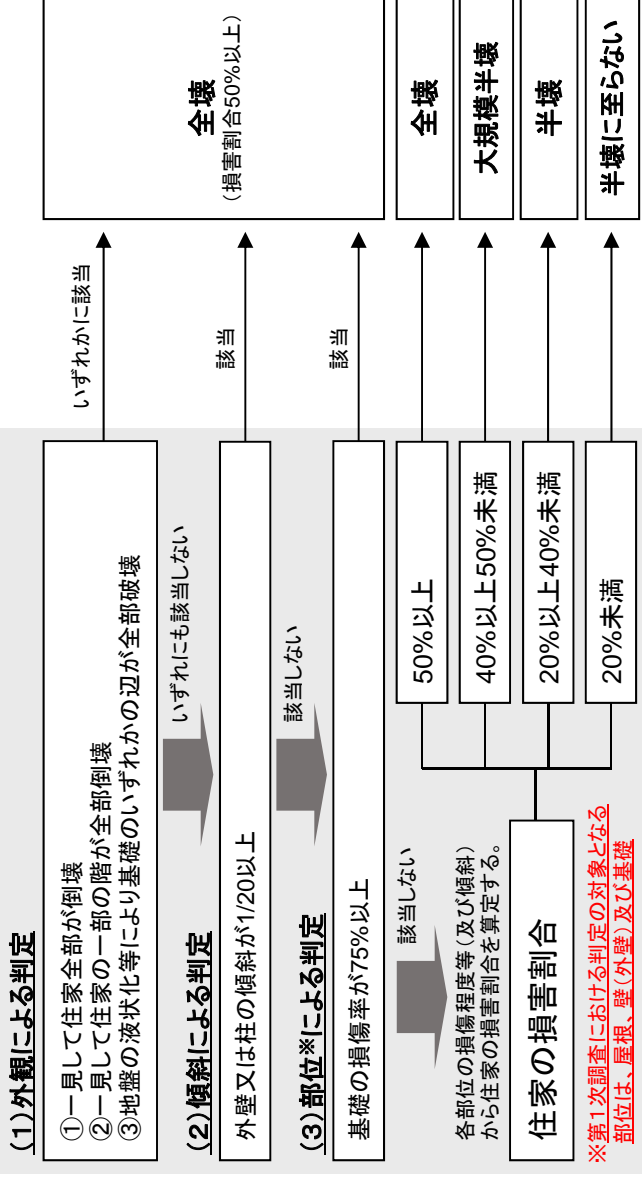 (1)外観による判定
①一見して住家全部が倒壊
②一見して住家の一部の階が全部倒壊
③地盤の液状化等により基礎のいずれかの辺が全部破壊
いずれかに該当
全壊
(損害割合50%以上)
いずれにも該当しない
(2)傾斜による判定
外壁又は柱の傾斜が1/20以上
該当
該当しない
(3)部位※による判定
基礎の損傷率が75%以上
該当
該当しない
各部位の損傷程度等(及び傾斜)
から住家の損害割合を算定する。
住家の損害割合
50%以上
全壊
40%以上50%未満
大規模半壊
20%以上40%未満
半壊
20%未満
半壊に至らない
※第1次調査における判定の対象となる
部位は、屋根、壁(外壁)及び基礎